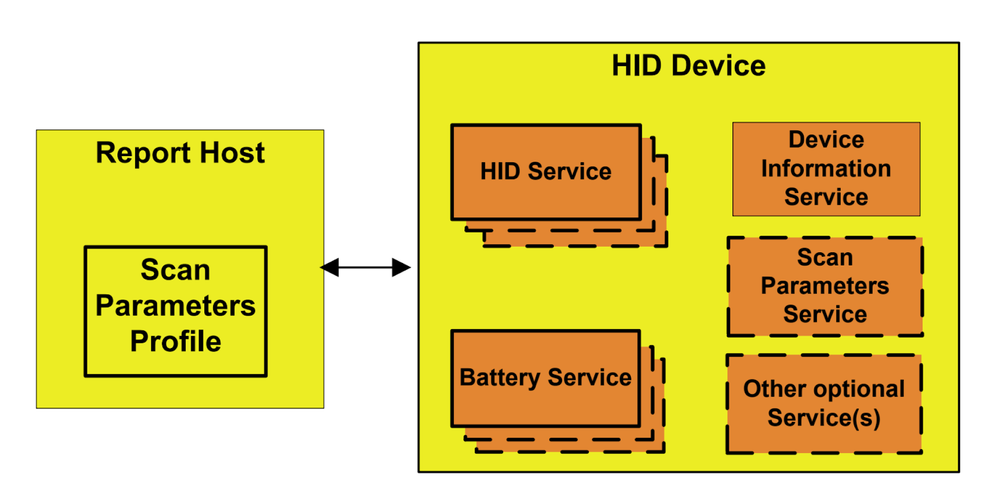 HID Device
Report Host
Scan
Parameters
Profile
HID Service
Battery Service
Device
Information
Service
Scan
Parameters
Service
Other optional
Service(s)